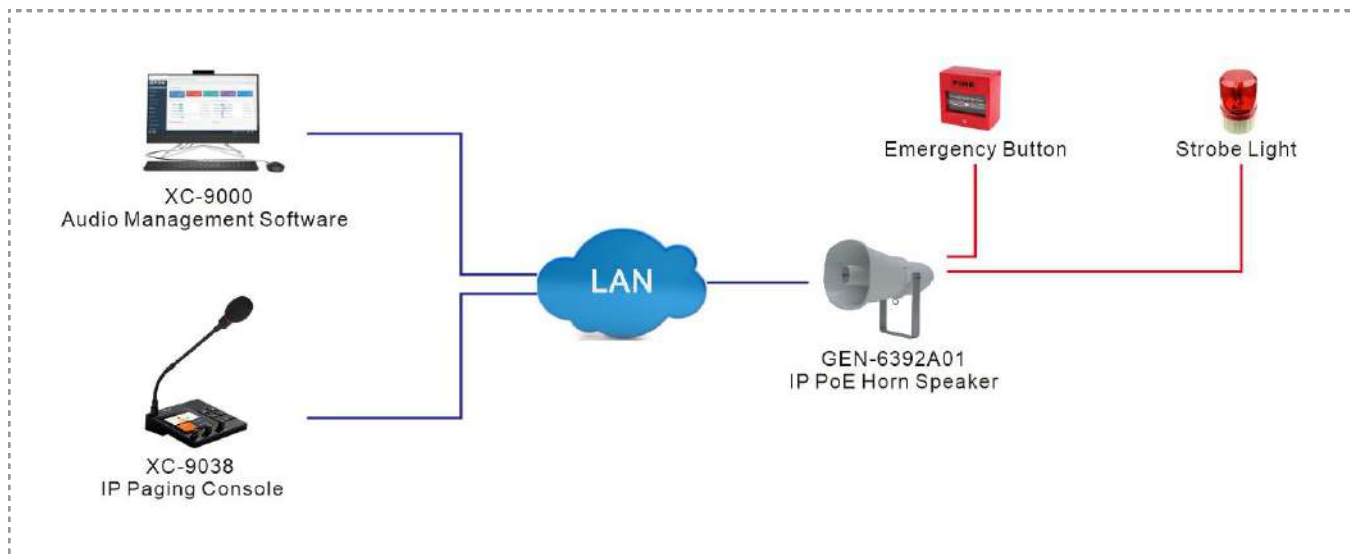 FIRE
Emergency Button
Strobe Light
XC-9000
Audio Management Software
LAN
GEN-6392A01
IP PoE Horn Speaker
XC-9038
IP Paging Console